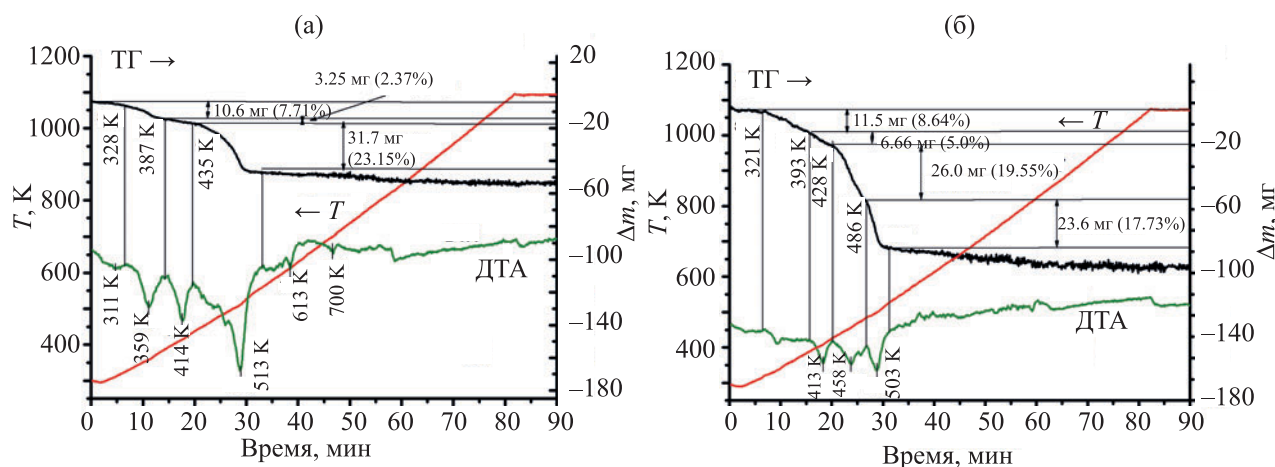 (а)
ТГ →
3.25 мг (2.37%)
10.6 мг (7.71%)
31.7 мг
(23.15%)
328 K
387 K
435 K
← T
ДТА
311 K
359 K
414 K
513 K
613 K
700 K
T, K
1200
1000
800
600
400
20
–20
–60
–100
–140
–180
Δm, мг
0 10 20 30 40 50 60 70 80 90
Время, мин
(б)
ТГ →
11.5 мг (8.64%)
← T
6.66 мг (5.0%)
26.0 мг (19.55%)
23.6 мг (17.73%)
321 K
393 K
428 K
486 K
ДТА
413 K
458 K
503 K
T, K
1200
1000
800
600
400
20
–20
–60
–100
–140
–180
Δm, мг
0 10 20 30 40 50 60 70 80 90
Время, мин